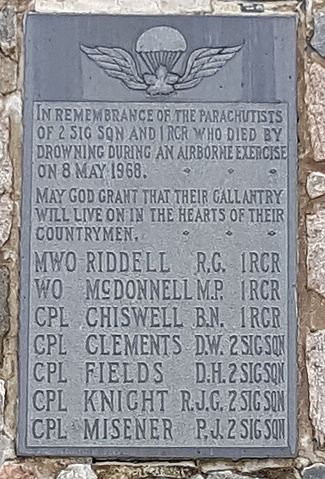 IN REMEMBRANCE OF THE PARACHUTISTS
OF 2 SIG SQN AND 1 RCR WHO DIED BY
DROWNING DURING AN AIRBORNE EXERCISE
ON 8 MAY 1968.
MAY GOD GRANT THAT THEIR GALLANTRY
WILL LIVE ON IN THE HEARTS OF THEIR
COUNTRYMEN.
MWO RIDDELL R.G. 1 RCR
WO McDONNELL M.P. 1 RCR
CPL CHISWELL B.N. 1 RCR
CPL CLEMENTS D.W. 2 SIG SQN
CPL FIELDS D.H. 2 SIG SQN
CPL KNIGHT R.J.C. 2 SIG SQN
CPL MISENER P.J. 2 SIG SQN